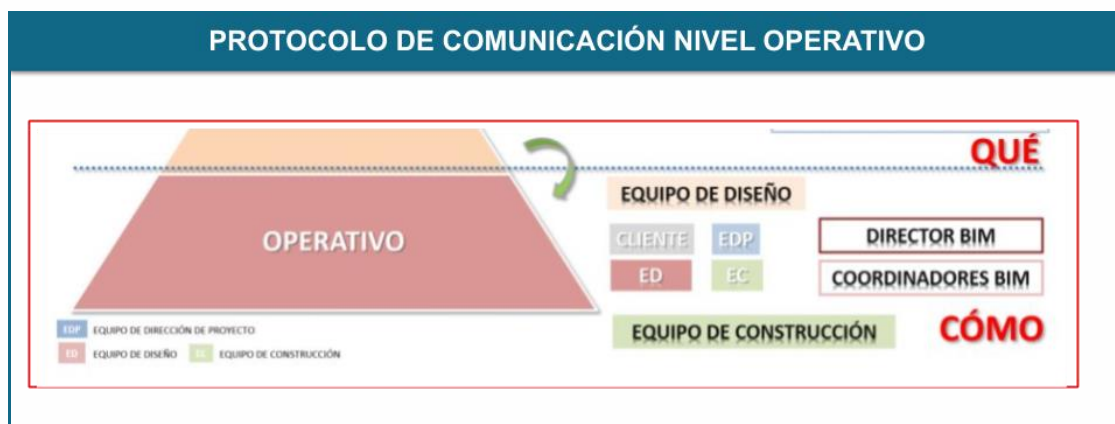 PROTOCOLO DE COMUNICACIÓN NIVEL OPERATIVO
QUÉ
EQUIPO DE DISEÑO
OPERATIVO
CLIENTE EDP
DIRECTOR BIM
ED EC
COORDINADORES BIM
EDP EQUIPO DE DIRECCIÓN DE PROYECTO
EQUIPO DE CONSTRUCCIÓN
CÓMO
ED EQUIPO DE DISEÑO EC EQUIPO DE CONSTRUCCIÓN